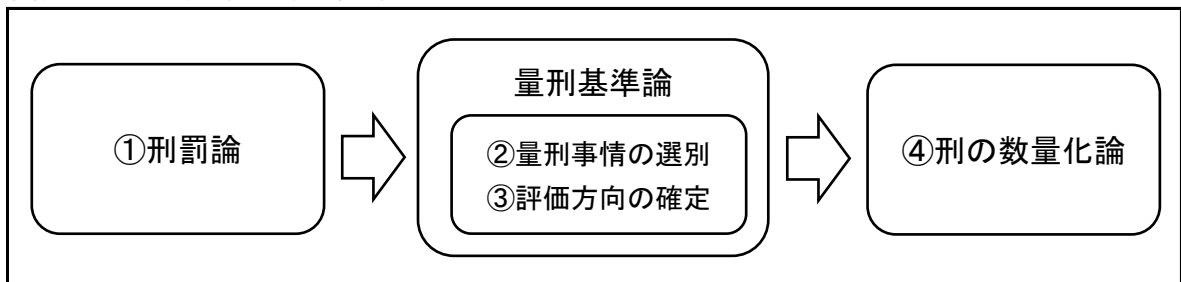 ①刑罰論
量刑基準論
②量刑事情の選別
③評価方向の確定
④刑の数量化論